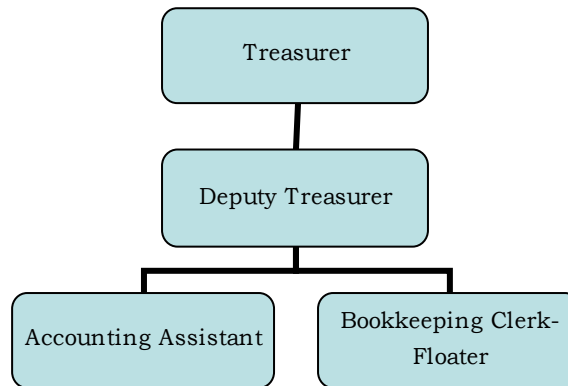 Treasurer
Deputy Treasurer
Accounting Assistant
Bookkeeping Clerk-
Floater